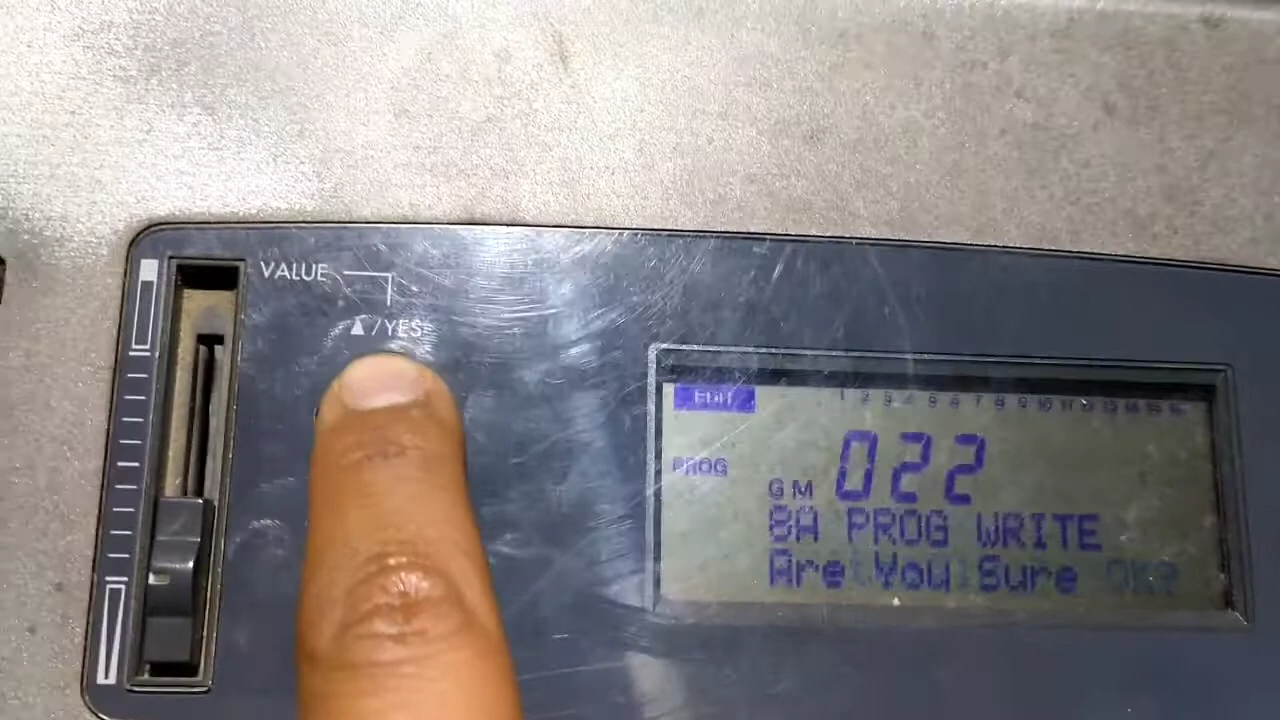 VALUE
▲/YES
EDIT 1 2 3 4 5 6 7 8 9 10 11 12 13 14 15 16
PROG
GM 022
8A PROG WRITE
Are You Sure